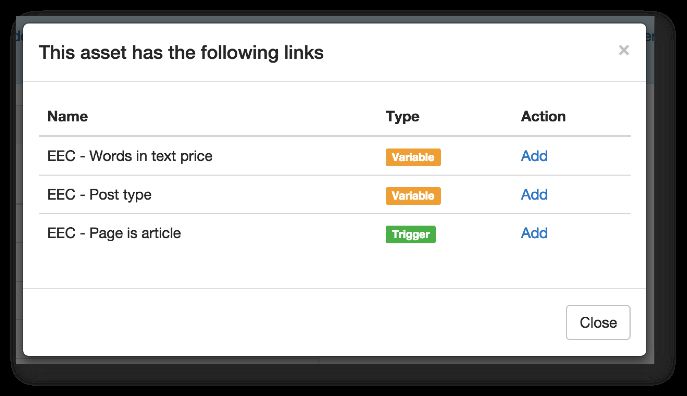 This asset has the following links ×
Name Type Action
EEC - Words in text price Variable Add
EEC - Post type Variable Add
EEC - Page is article Trigger Add
Close